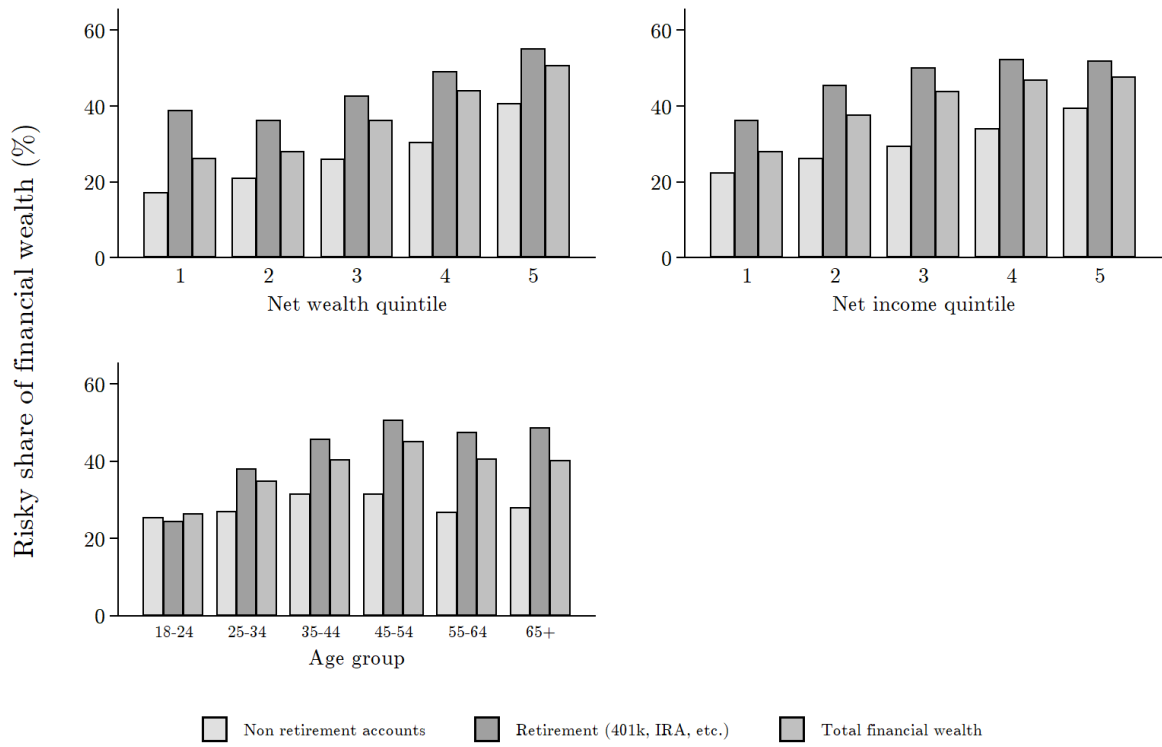 Risky share of financial wealth (%)
60
40
20
0
1 2 3 4 5
Net wealth quintile
60
40
20
0
1 2 3 4 5
Net income quintile
60
40
20
0
18-24 25-34 35-44 45-54 55-64 65+
Age group
Non retirement accounts Retirement (401k, IRA, etc.) Total financial wealth